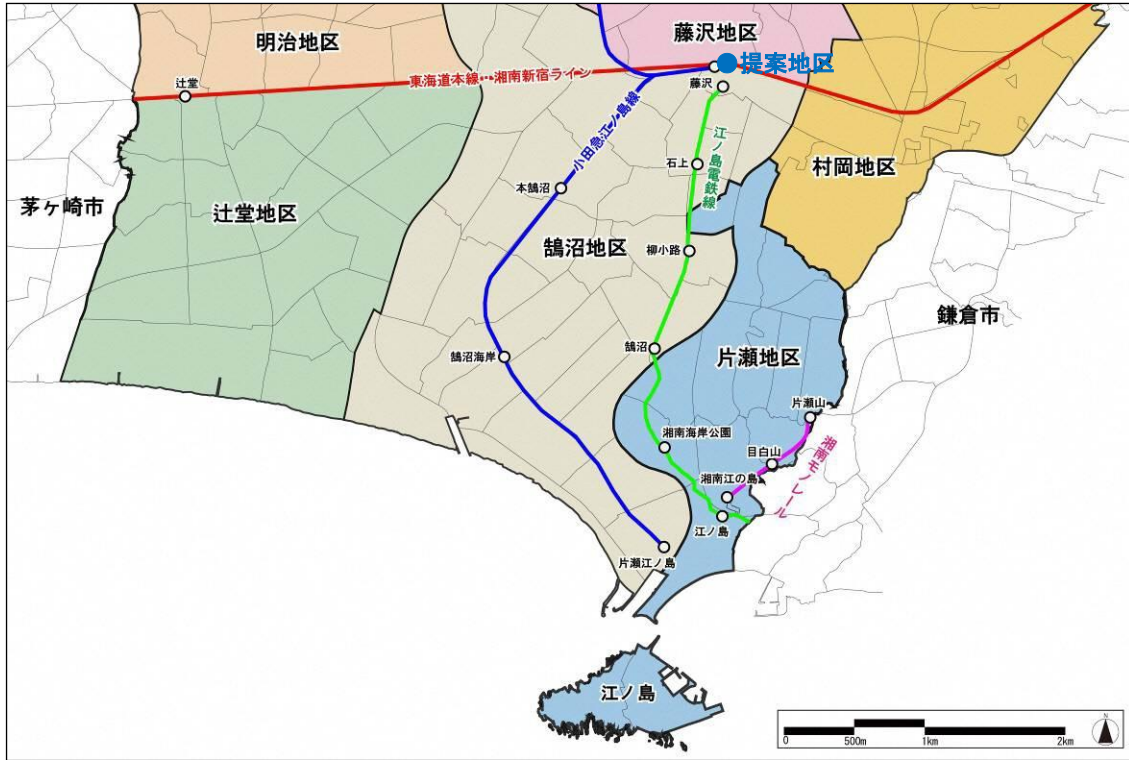 藤沢地区
明治地区
提案地区
東海道本線・湘南新宿ライン
辻堂
藤沢
小田急江ノ島線
江ノ島電鉄線
石上
村岡地区
本鵠沼
茅ヶ崎市
辻堂地区
鵠沼地区
柳小路
鎌倉市
鵠沼
片瀬地区
鵠沼海岸
片瀬山
湘南海岸公園
目白山
湘南モノレール
湘南江の島
江ノ島
片瀬江ノ島
江ノ島
N
0 500m 1km 2km